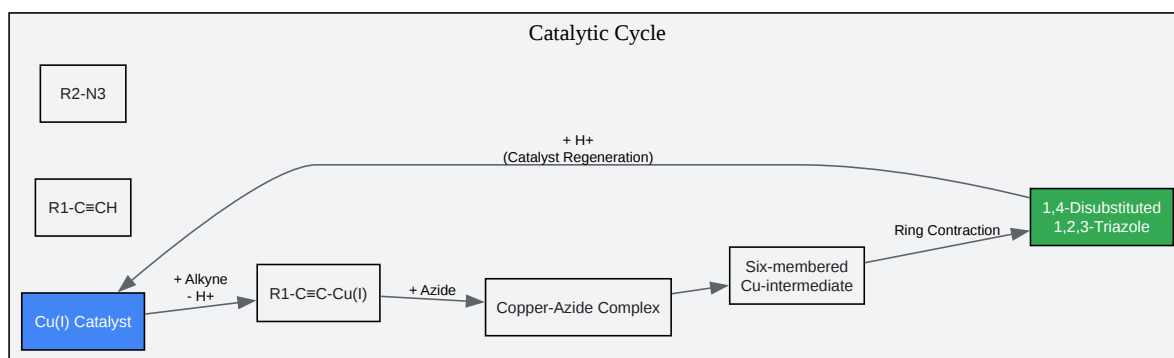 Catalytic Cycle
R2-N3
R1-C≡CH
+ H+
(Catalyst Regeneration)
1,4-Disubstituted
1,2,3-Triazole
Ring Contraction
Six-membered
Cu-intermediate
+ Alkyne
- H+
R1-C≡C-Cu(I)
+ Azide
Copper-Azide Complex
Cu(I) Catalyst